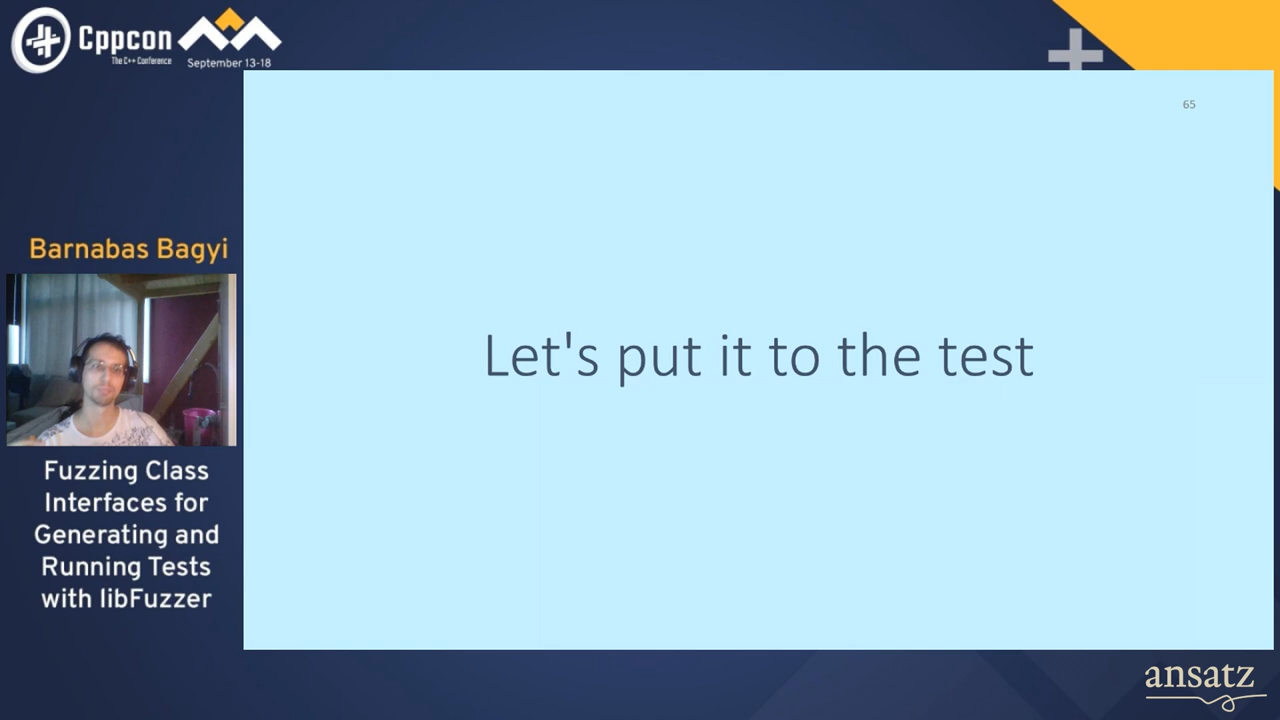 Cppcon
The C++ Conference
September 13-18
65
Barnabas Bagyi
Let's put it to the test
Fuzzing Class
Interfaces for
Generating and
Running Tests
with libFuzzer
ansatz